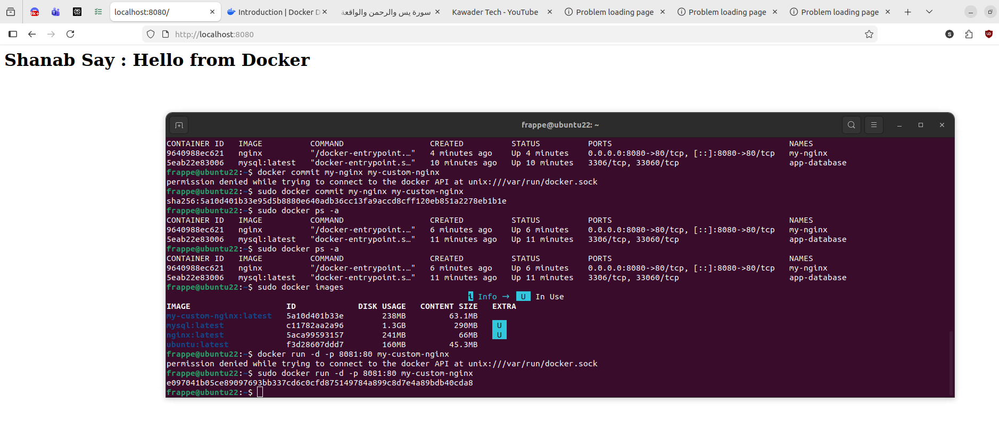 9k+
localhost:8080/
Introduction | Docker D
سورة يس والرحمن والواقعة
Kawader Tech - YouTube
Problem loading page
Problem loading page
Problem loading page
http://localhost:8080
S
Shanab Say : Hello from Docker
frappe@ubuntu22: ~
CONTAINER ID IMAGE COMMAND CREATED STATUS PORTS NAMES
9640988ec621 nginx "/docker-entrypoint.…" 4 minutes ago Up 4 minutes 0.0.0.0:8080->80/tcp, [::]:8080->80/tcp my-nginx
5eab22e83006 mysql:latest "docker-entrypoint.s…" 10 minutes ago Up 10 minutes 3306/tcp, 33060/tcp app-database
frappe@ubuntu22:~$ docker commit my-nginx my-custom-nginx
permission denied while trying to connect to the docker API at unix:///var/run/docker.sock
frappe@ubuntu22:~$ sudo docker commit my-nginx my-custom-nginx
sha256:5a10d401b33e95d5b8880e640adb36cc13fa9accd8cff120eb851a2278eb1b1e
frappe@ubuntu22:~$ sudo docker ps -a
CONTAINER ID IMAGE COMMAND CREATED STATUS PORTS NAMES
9640988ec621 nginx "/docker-entrypoint.…" 6 minutes ago Up 6 minutes 0.0.0.0:8080->80/tcp, [::]:8080->80/tcp my-nginx
5eab22e83006 mysql:latest "docker-entrypoint.s…" 11 minutes ago Up 11 minutes 3306/tcp, 33060/tcp app-database
frappe@ubuntu22:~$ sudo docker ps -a
CONTAINER ID IMAGE COMMAND CREATED STATUS PORTS NAMES
9640988ec621 nginx "/docker-entrypoint.…" 6 minutes ago Up 6 minutes 0.0.0.0:8080->80/tcp, [::]:8080->80/tcp my-nginx
5eab22e83006 mysql:latest "docker-entrypoint.s…" 11 minutes ago Up 11 minutes 3306/tcp, 33060/tcp app-database
frappe@ubuntu22:~$ sudo docker images
i Info → U In Use
IMAGE ID DISK USAGE CONTENT SIZE EXTRA
my-custom-nginx:latest 5a10d401b33e 238MB 63.1MB
mysql:latest c11782aa2a96 1.3GB 290MB U
nginx:latest 5aca99593157 241MB 66MB U
ubuntu:latest f3d28607ddd7 160MB 45.3MB
frappe@ubuntu22:~$ docker run -d -p 8081:80 my-custom-nginx
permission denied while trying to connect to the docker API at unix:///var/run/docker.sock
frappe@ubuntu22:~$ sudo docker run -d -p 8081:80 my-custom-nginx
e097041b05ce89097693bb337cd6c0cfd875149784a899c8d7e4a89bdb40cda8
frappe@ubuntu22:~$